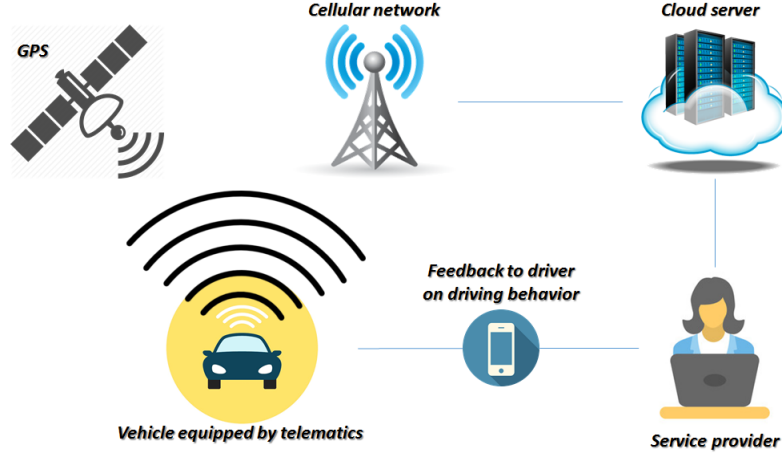 Cellular network
Cloud server
GPS
Feedback to driver
on driving behavior
Vehicle equipped by telematics
Service provider